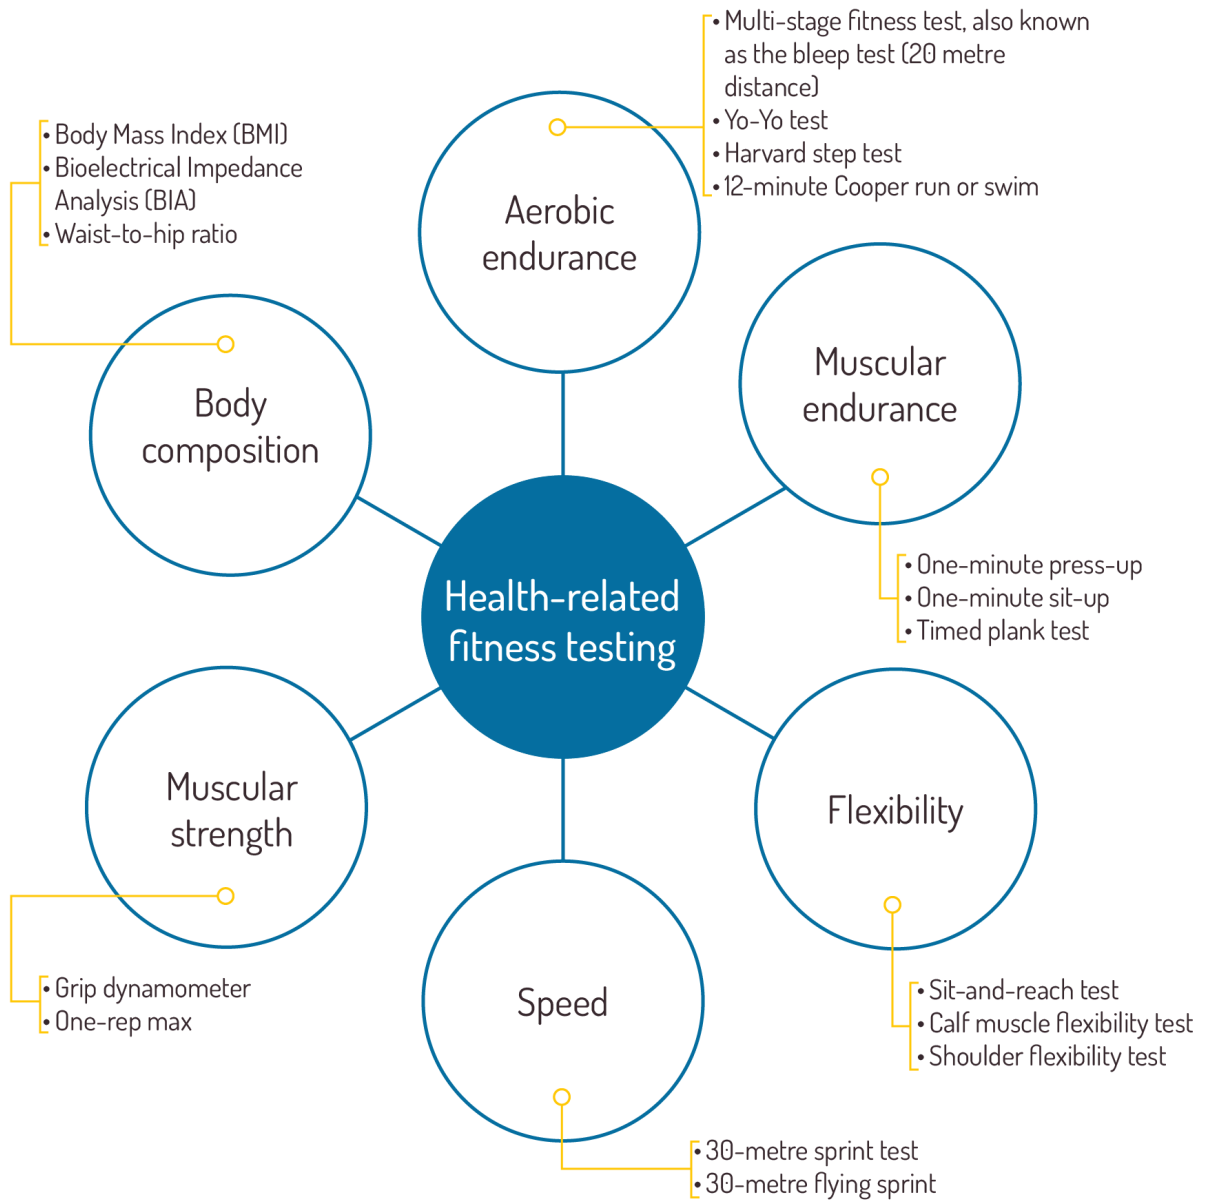 • Multi-stage fitness test, also known
as the bleep test (20 metre
distance)
• Yo-Yo test
• Harvard step test
• 12-minute Cooper run or swim
Aerobic
endurance
• Body Mass Index (BMI)
• Bioelectrical Impedance
Analysis (BIA)
• Waist-to-hip ratio
Body
composition
Muscular
endurance
• One-minute press-up
• One-minute sit-up
• Timed plank test
Health-related
fitness testing
Muscular
strength
• Grip dynamometer
• One-rep max
Flexibility
• Sit-and-reach test
• Calf muscle flexibility test
• Shoulder flexibility test
Speed
• 30-metre sprint test
• 30-metre flying sprint